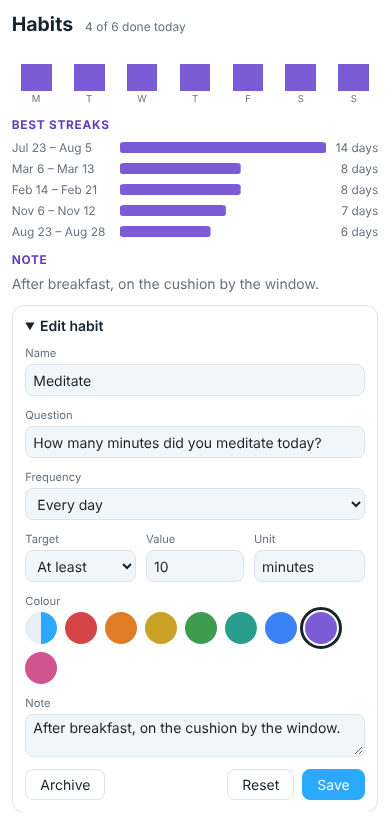 Habits 4 of 6 done today
M T W T F S S
BEST STREAKS
Jul 23 – Aug 5 14 days
Mar 6 – Mar 13 8 days
Feb 14 – Feb 21 8 days
Nov 6 – Nov 12 7 days
Aug 23 – Aug 28 6 days
NOTE
After breakfast, on the cushion by the window.
▼ Edit habit
Name
Meditate
Question
How many minutes did you meditate today?
Frequency
Every day
Target Value Unit
At least 10 minutes
Colour
Note
After breakfast, on the cushion by the window.
Archive Reset Save